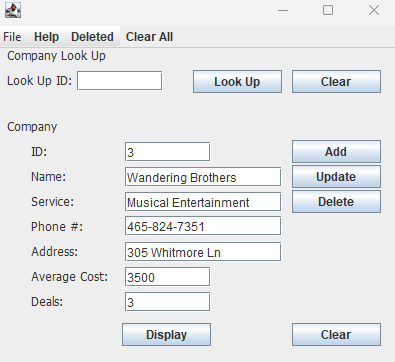 File Help Deleted Clear All
Company Look Up
Look Up ID: Look Up Clear
Company
ID: 3 Add
Name: Wandering Brothers Update
Service: Musical Entertainment Delete
Phone #: 465-824-7351
Address: 305 Whitmore Ln
Average Cost: 3500
Deals: 3
Display Clear